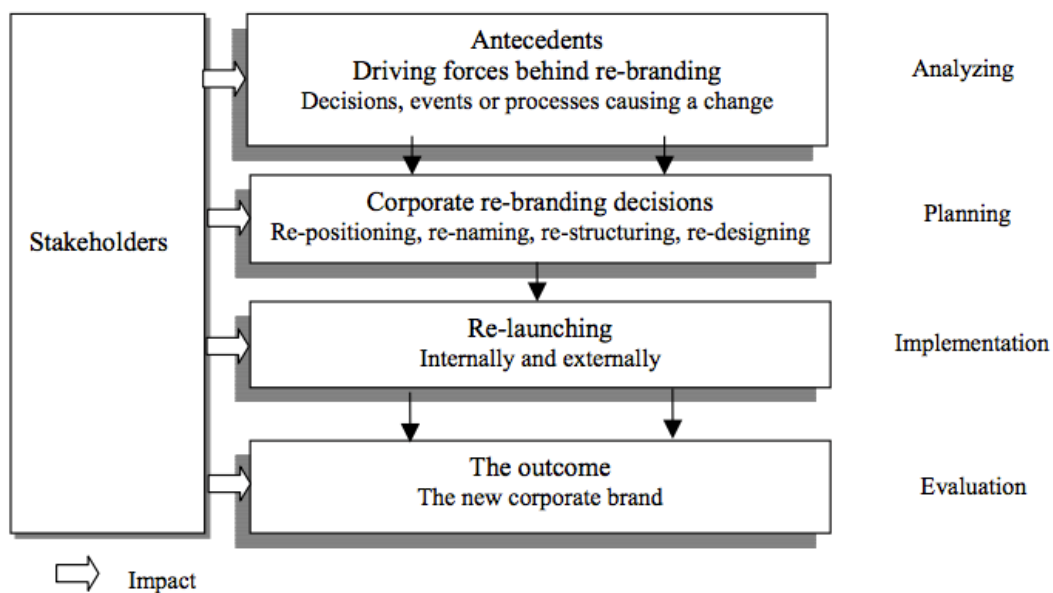 Antecedents
Driving forces behind re-branding
Decisions, events or processes causing a change
Analyzing
Stakeholders
Corporate re-branding decisions
Re-positioning, re-naming, re-structuring, re-designing
Planning
Re-launching
Internally and externally
Implementation
The outcome
The new corporate brand
Evaluation
Impact